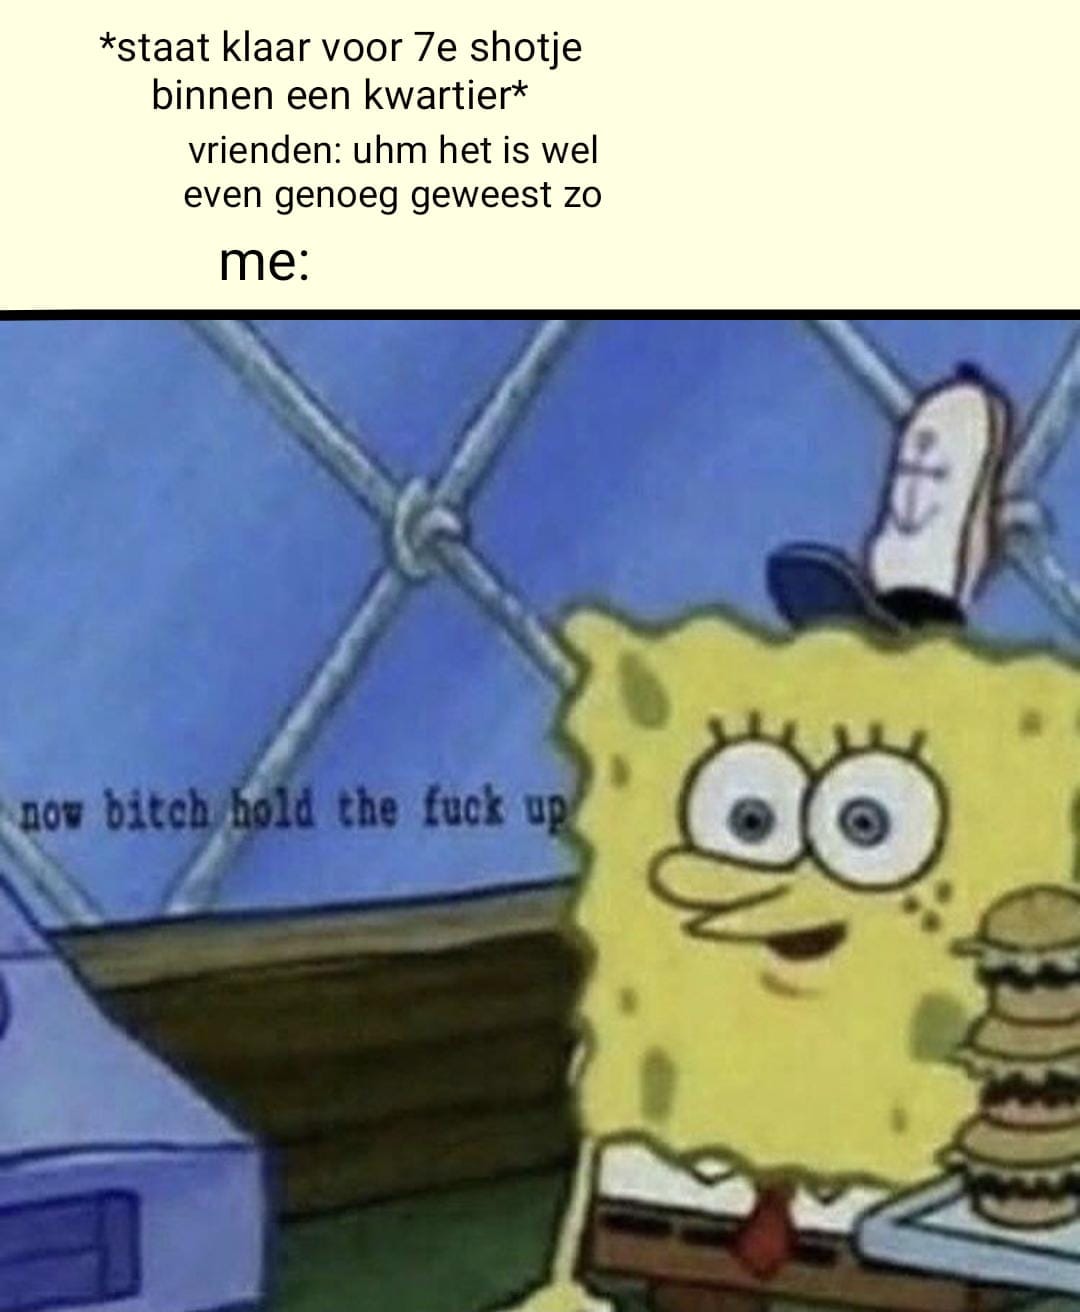 *staat klaar voor 7e shotje
binnen een kwartier*
vrienden: uhm het is wel
even genoeg geweest zo
me:
now bitch hold the fuck up